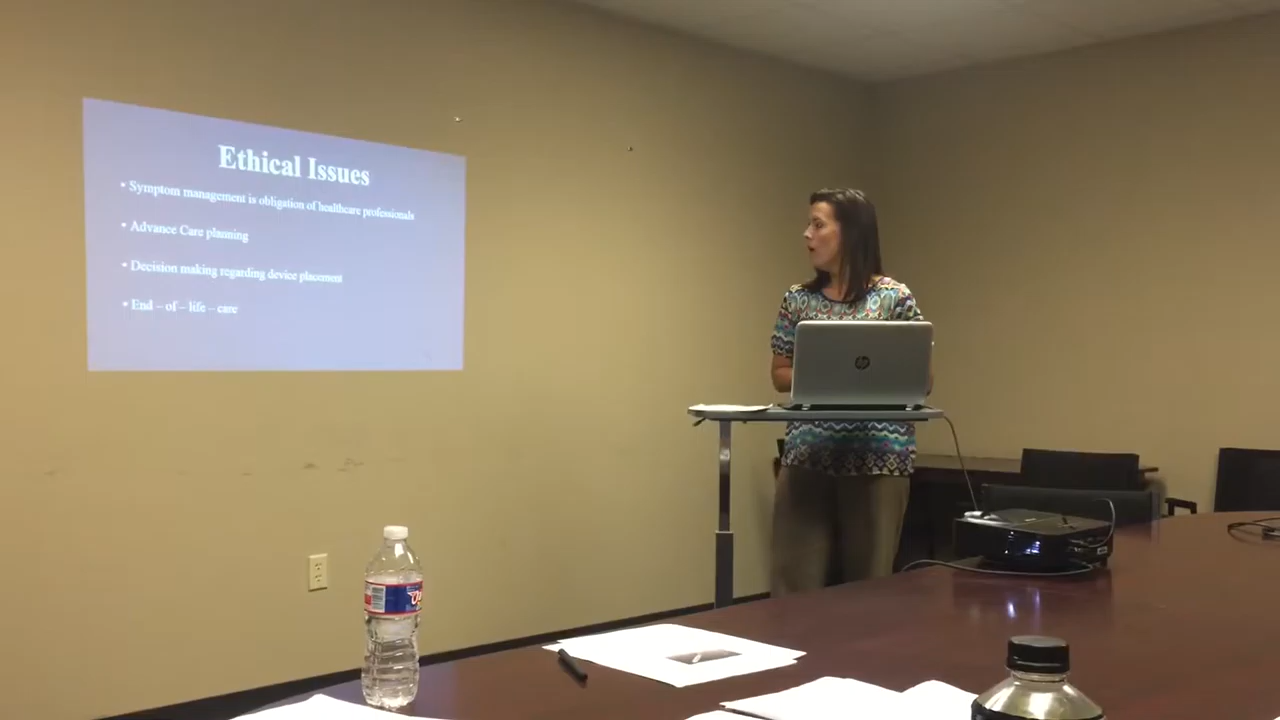 Ethical Issues
• Symptom management is obligation of healthcare professionals
• Advance Care planning
• Decision making regarding device placement
• End – of – life – care
hp